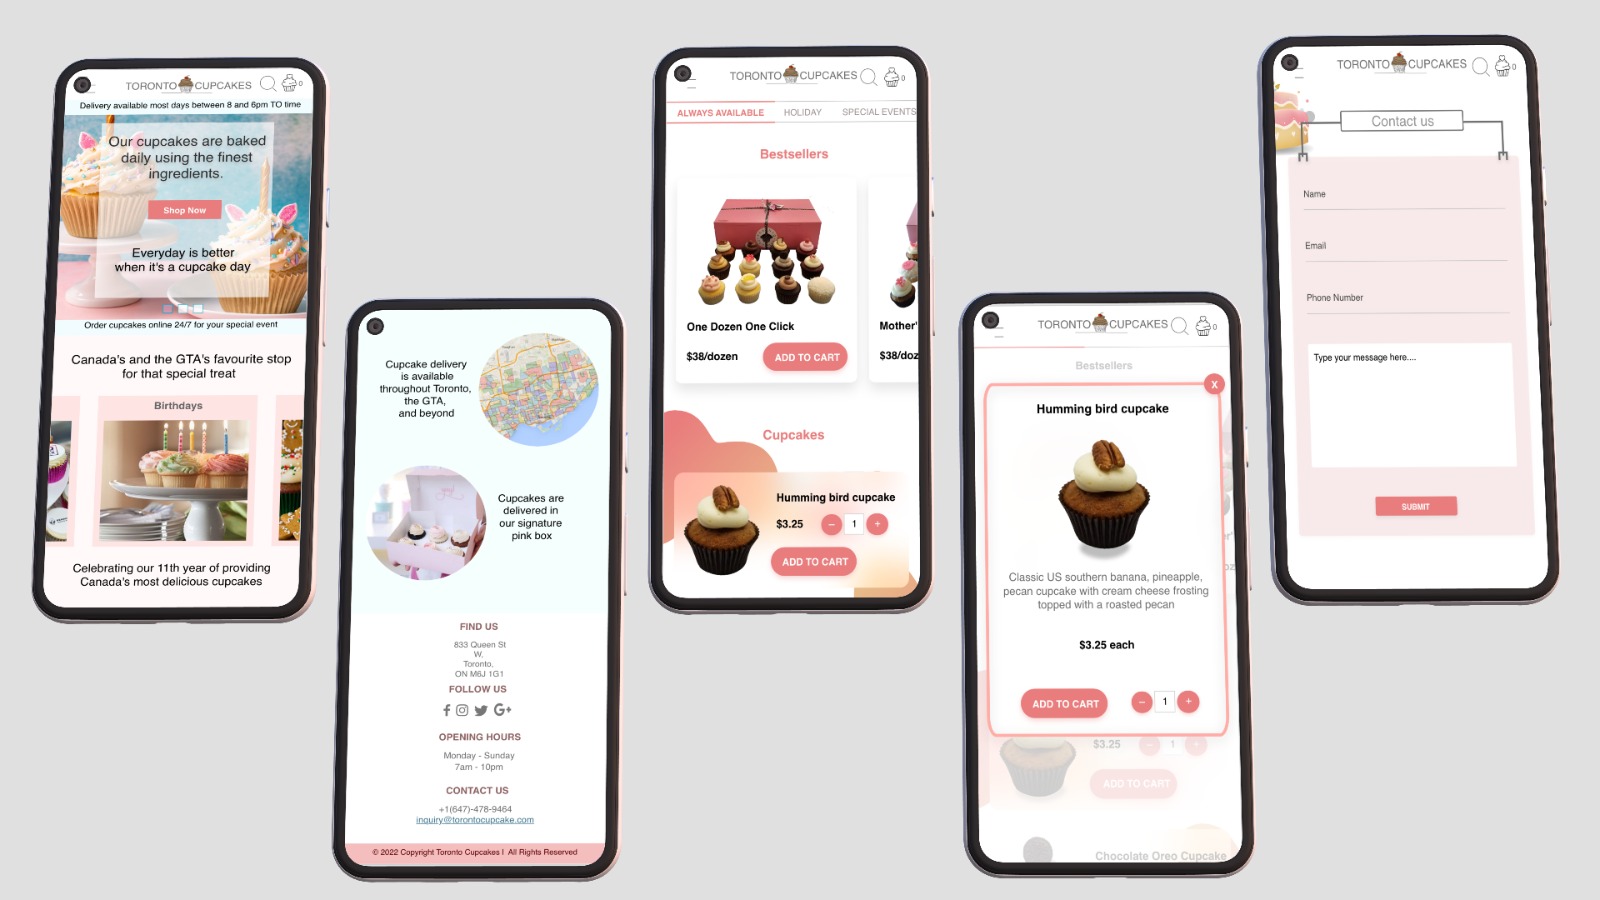 TORONTO CUPCAKES
0
Delivery available most days between 8 and 6pm TO time
Our cupcakes are baked
daily using the finest
ingredients.
Shop Now
Everyday is better
when it's a cupcake day
Order cupcakes online 24/7 for your special event
Canada's and the GTA's favourite stop
for that special treat
Birthdays
Celebrating our 11th year of providing
Canada's most delicious cupcakes
Cupcake delivery
is available
throughout Toronto,
the GTA,
and beyond
Cupcakes are
delivered in
our signature
pink box
FIND US
833 Queen St
W,
Toronto,
ON M6J 1G1
FOLLOW US
OPENING HOURS
Monday - Sunday
7am - 10pm
CONTACT US
+1(647)-478-9464
inquiry@torontocupcake.com
© 2022 Copyright Toronto Cupcakes I All Rights Reserved
TORONTO CUPCAKES
0
ALWAYS AVAILABLE HOLIDAY SPECIAL EVENTS
Bestsellers
One Dozen One Click
$38/dozen ADD TO CART
Mother'
$38/doz
Cupcakes
Humming bird cupcake
$3.25 – 1 +
ADD TO CART
TORONTO CUPCAKES
0
Bestsellers
X
Humming bird cupcake
Classic US southern banana, pineapple,
pecan cupcake with cream cheese frosting
topped with a roasted pecan
$3.25 each
ADD TO CART – 1 +
$3.25 – 1 +
ADD TO CART
Chocolate Oreo Cupcake
TORONTO CUPCAKES
0
Contact us
Name
Email
Phone Number
Type your message here....
SUBMIT